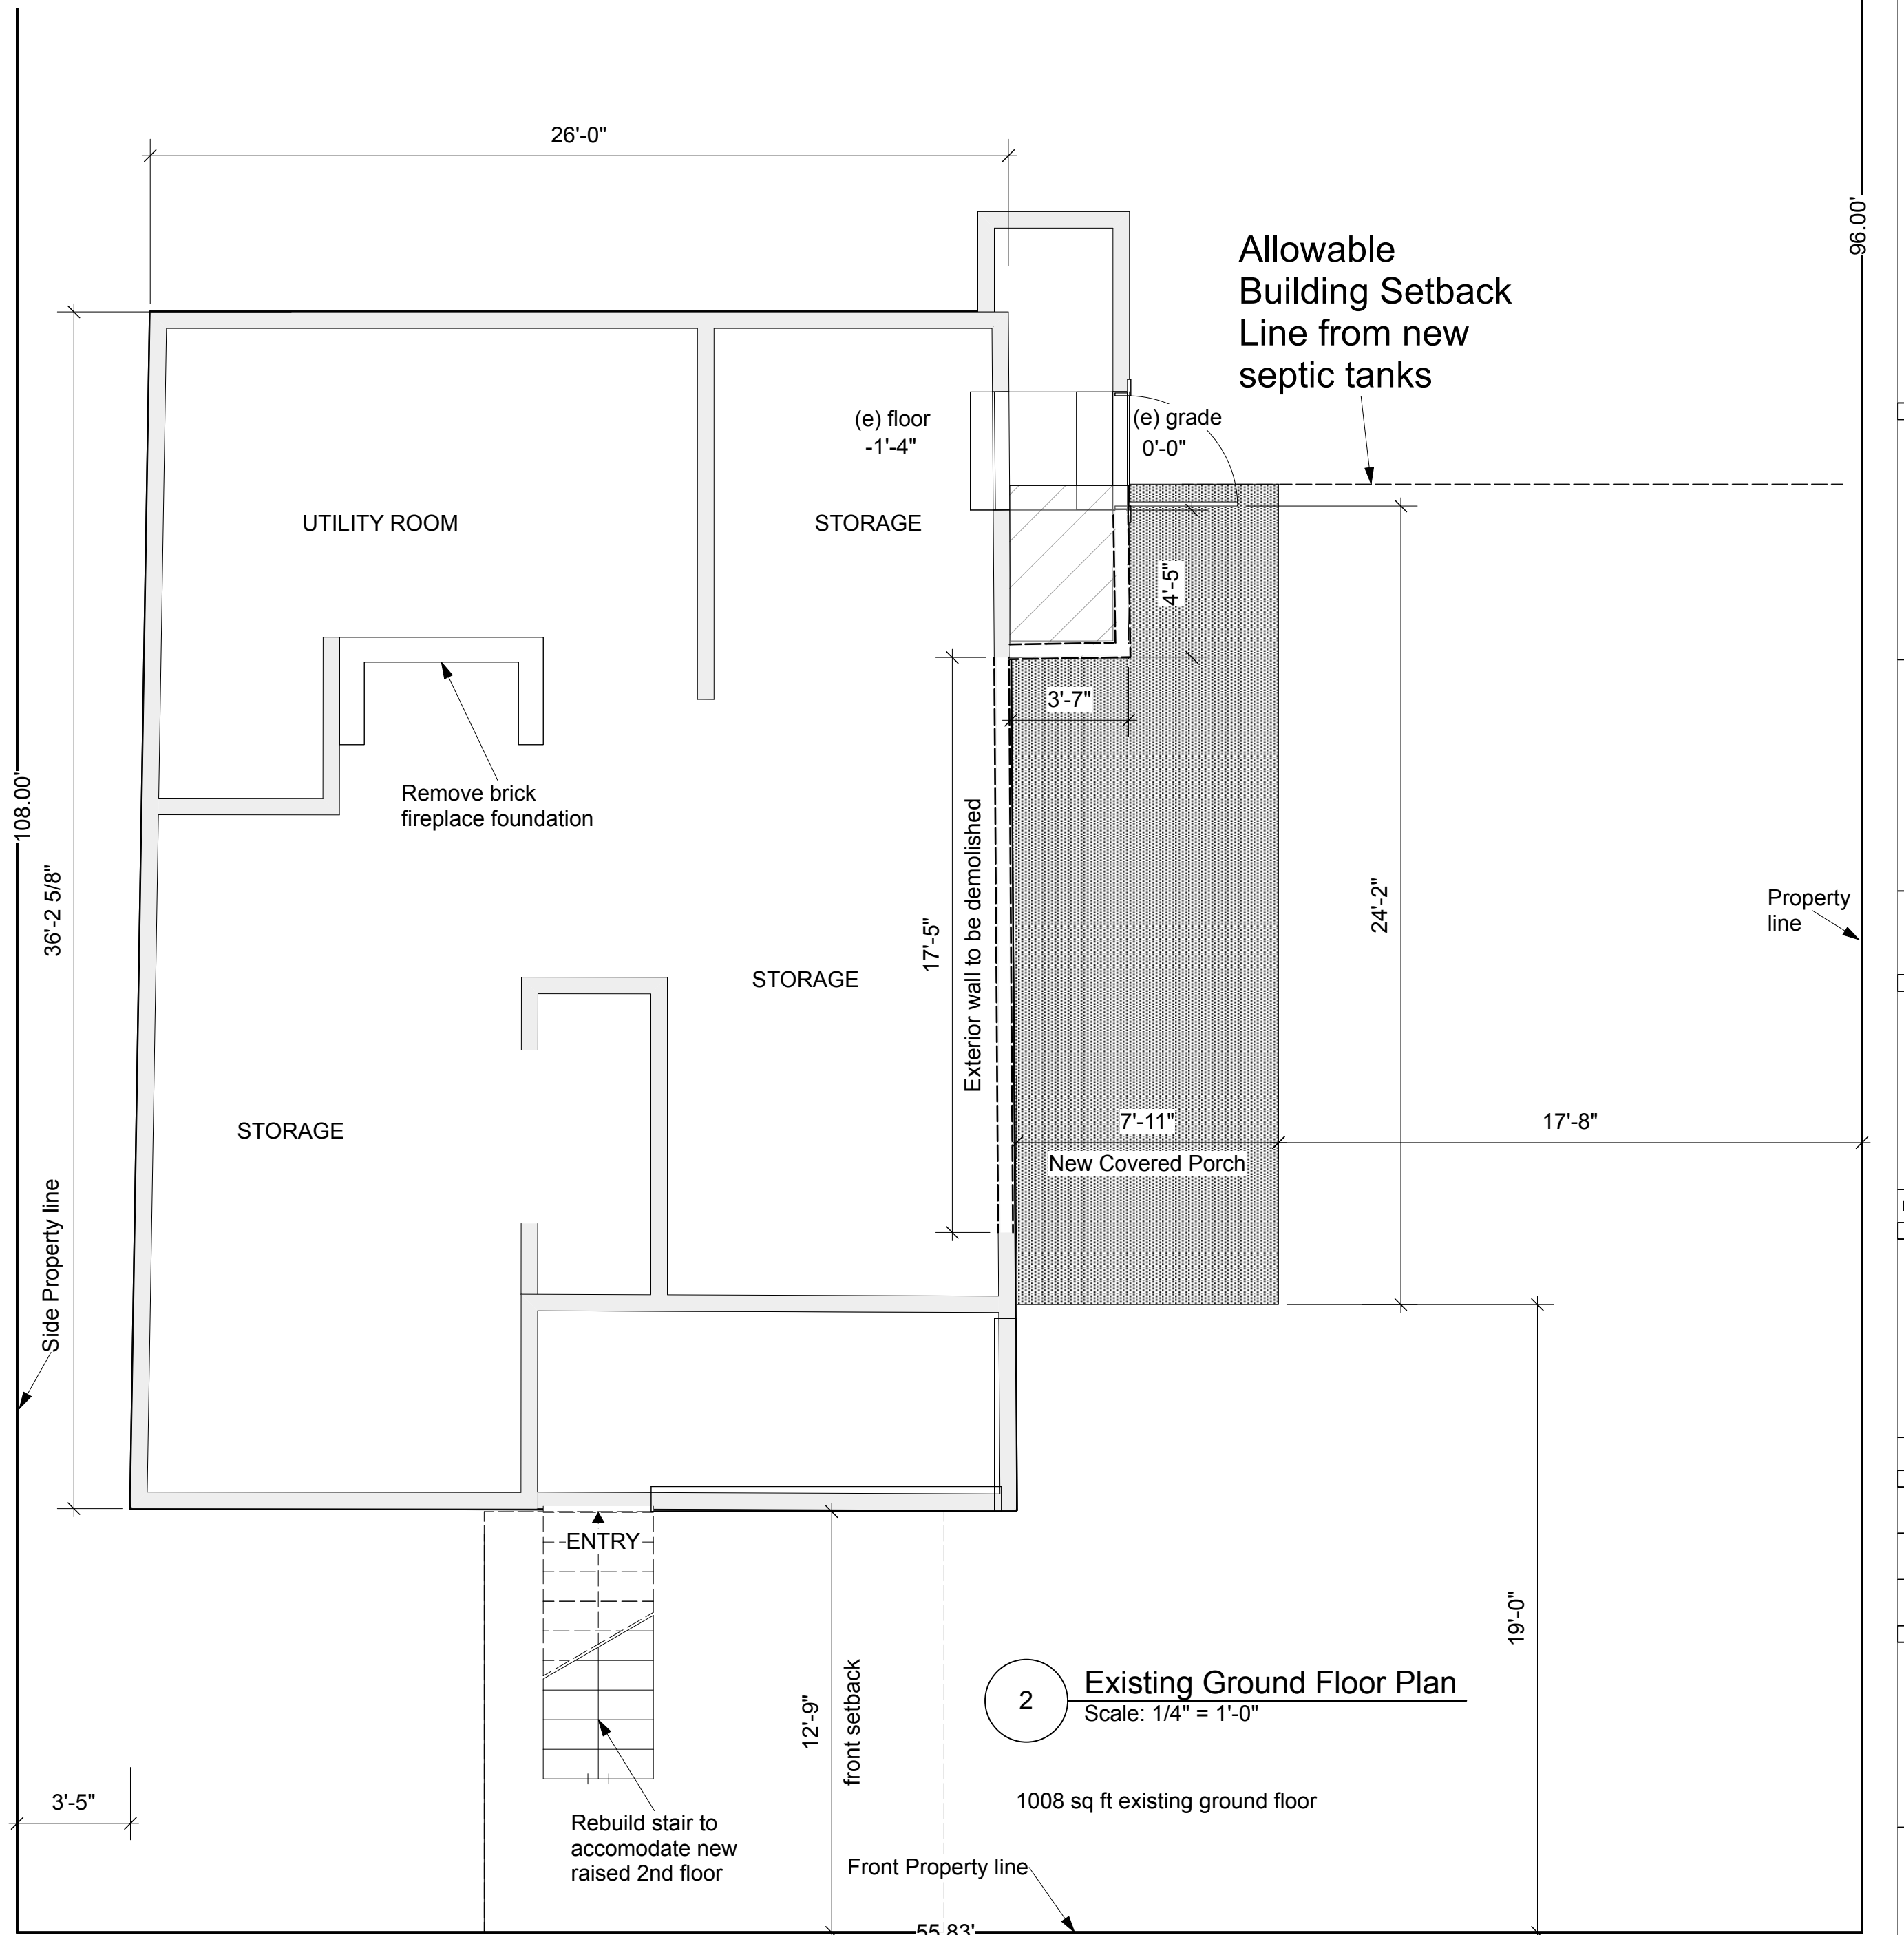 26'-0"
96.00'
Allowable
Building Setback
Line from new
septic tanks
(e) floor
-1'-4"
(e) grade
0'-0"
UTILITY ROOM
STORAGE
4'-5"
3'-7"
Remove brick
fireplace foundation
108.00'
36'-2 5/8"
17'-5"
Exterior wall to be demolished
24'-2"
Property
line
STORAGE
7'-11"
17'-8"
New Covered Porch
STORAGE
Side Property line
ENTRY
19'-0"
12'-9"
front setback
2
Existing Ground Floor Plan
Scale: 1/4" = 1'-0"
1008 sq ft existing ground floor
3'-5"
Rebuild stair to
accomodate new
raised 2nd floor
Front Property line
55.83'